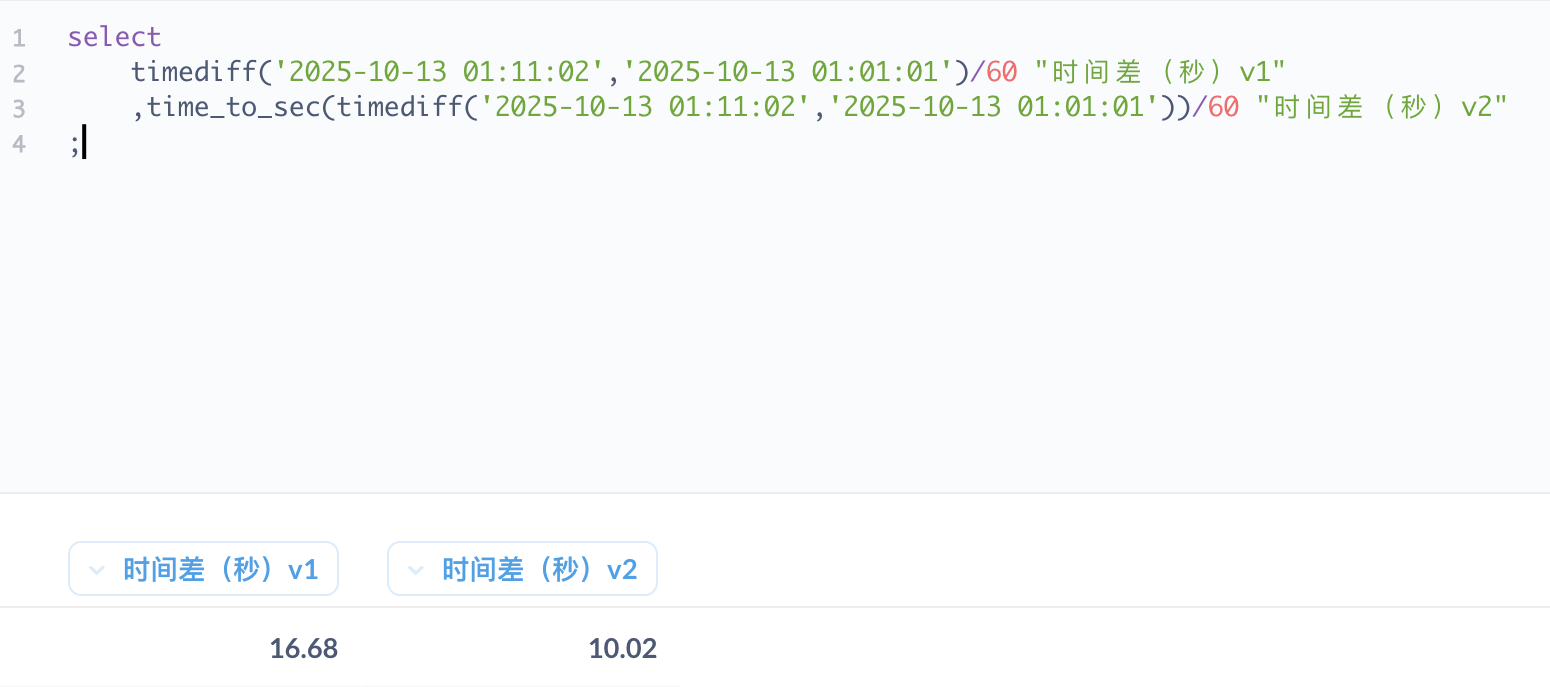 1 select
2 timediff('2025-10-13 01:11:02','2025-10-13 01:01:01')/60 "时间差（秒）v1"
3 ,time_to_sec(timediff('2025-10-13 01:11:02','2025-10-13 01:01:01'))/60 "时间差（秒）v2"
4 ;
时间差（秒）v1 时间差（秒）v2
16.68 10.02